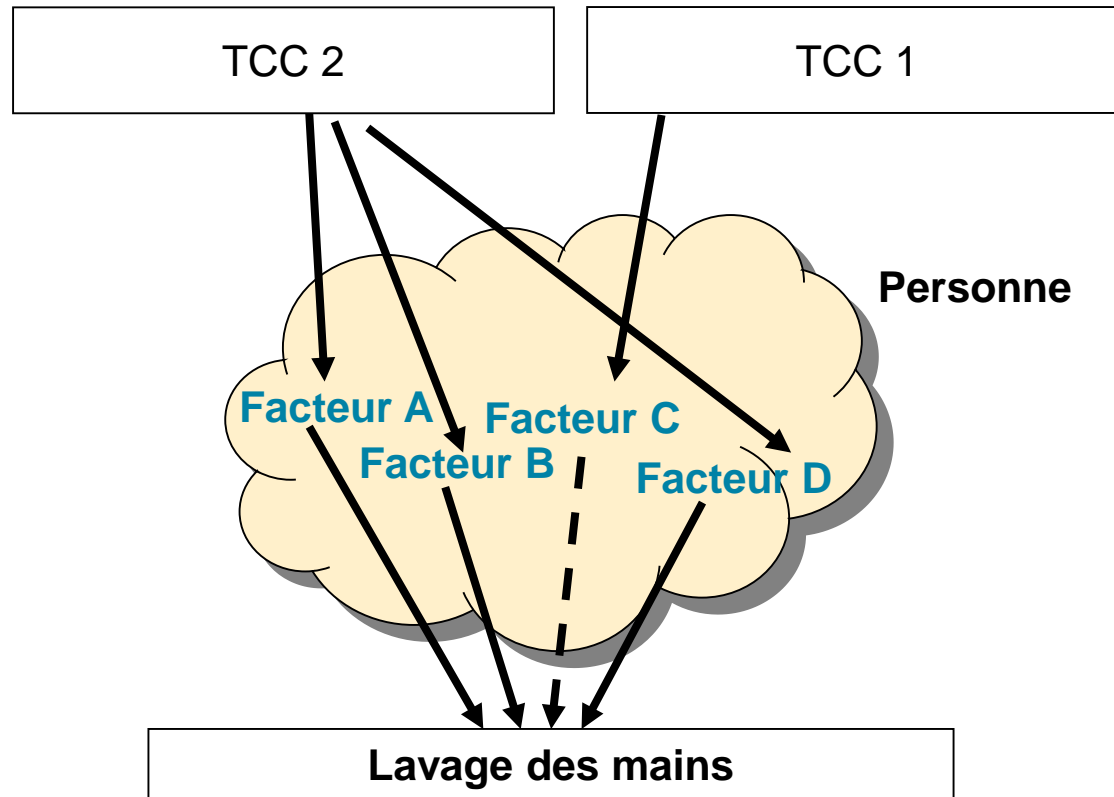 TCC 2
TCC 1
Personne
Facteur A
Facteur C
Facteur B
Facteur D
Lavage des mains